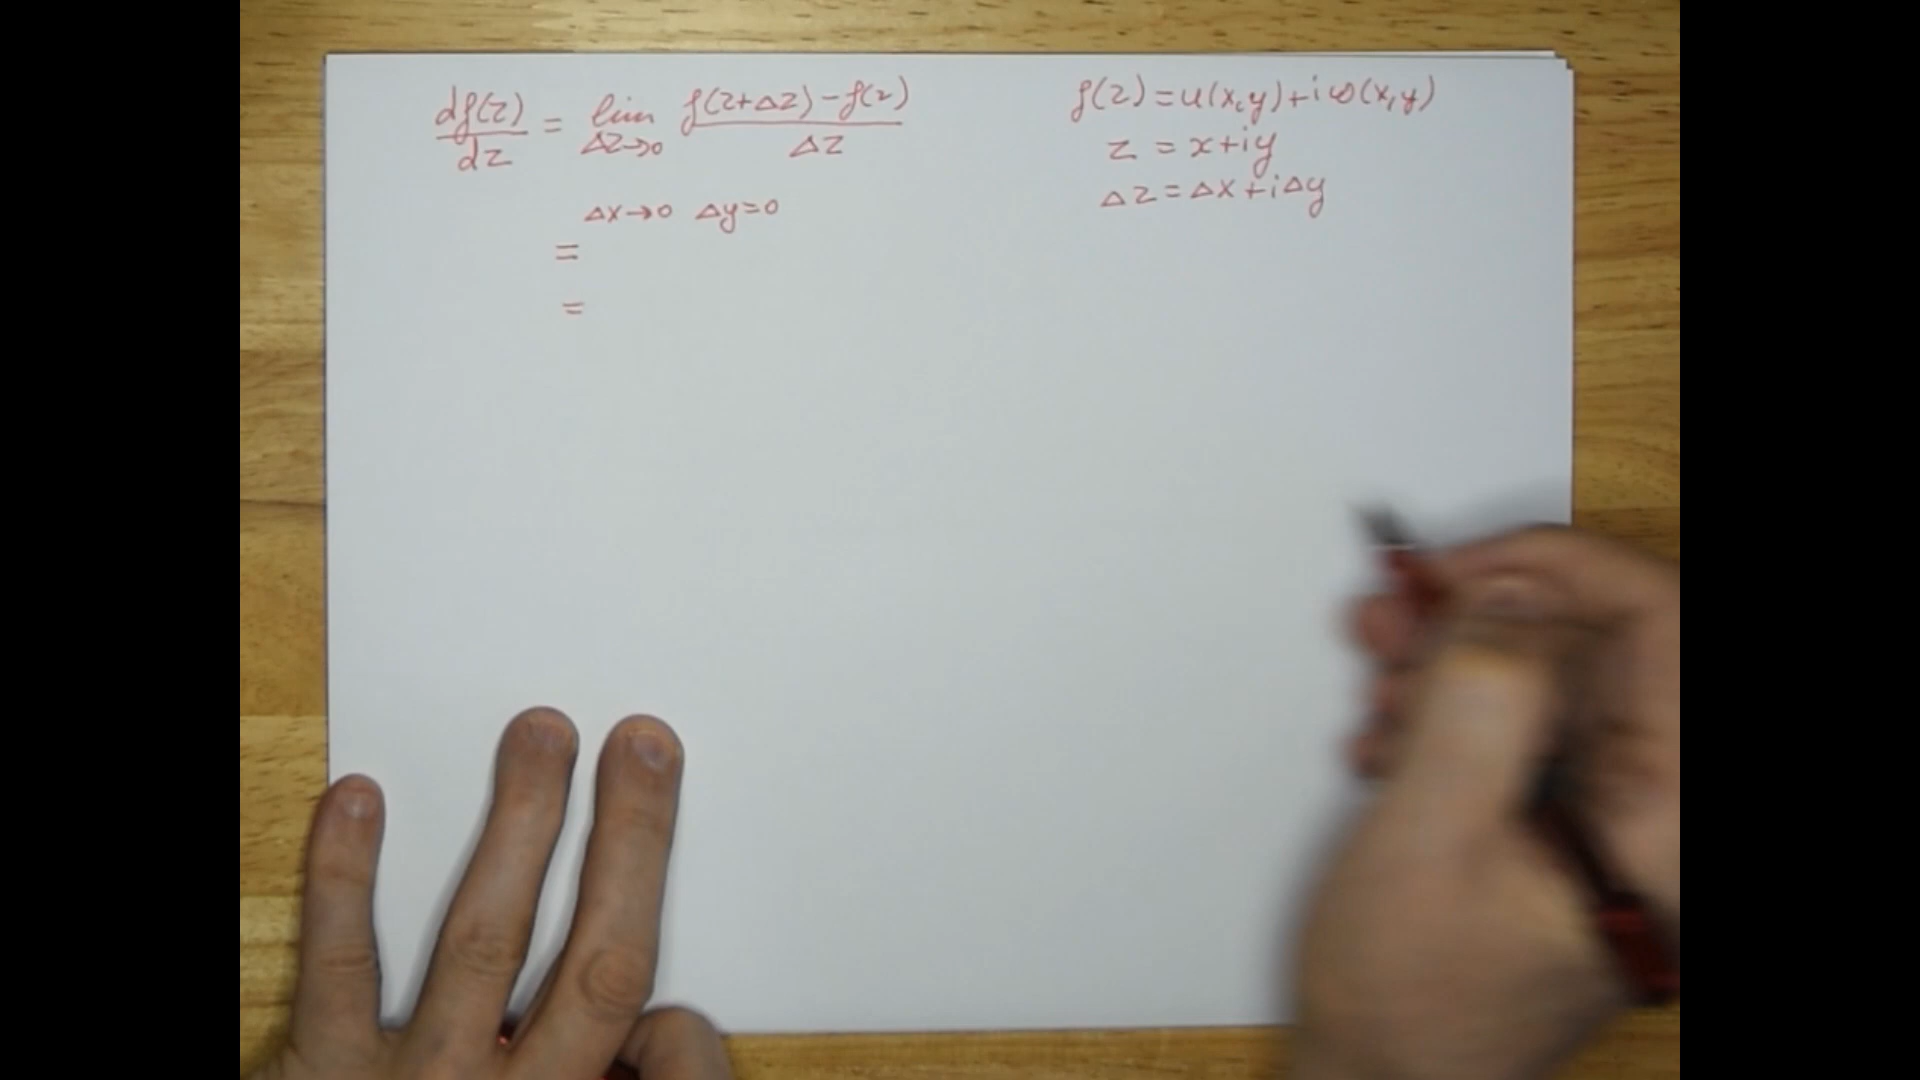 df(z)/dz = lim Δz→0 f(z+Δz)-f(z)/Δz
Δx→0 Δy=0
=
=
f(z)=u(x,y)+iv(x,y)
z = x+iy
Δz=Δx+iΔy